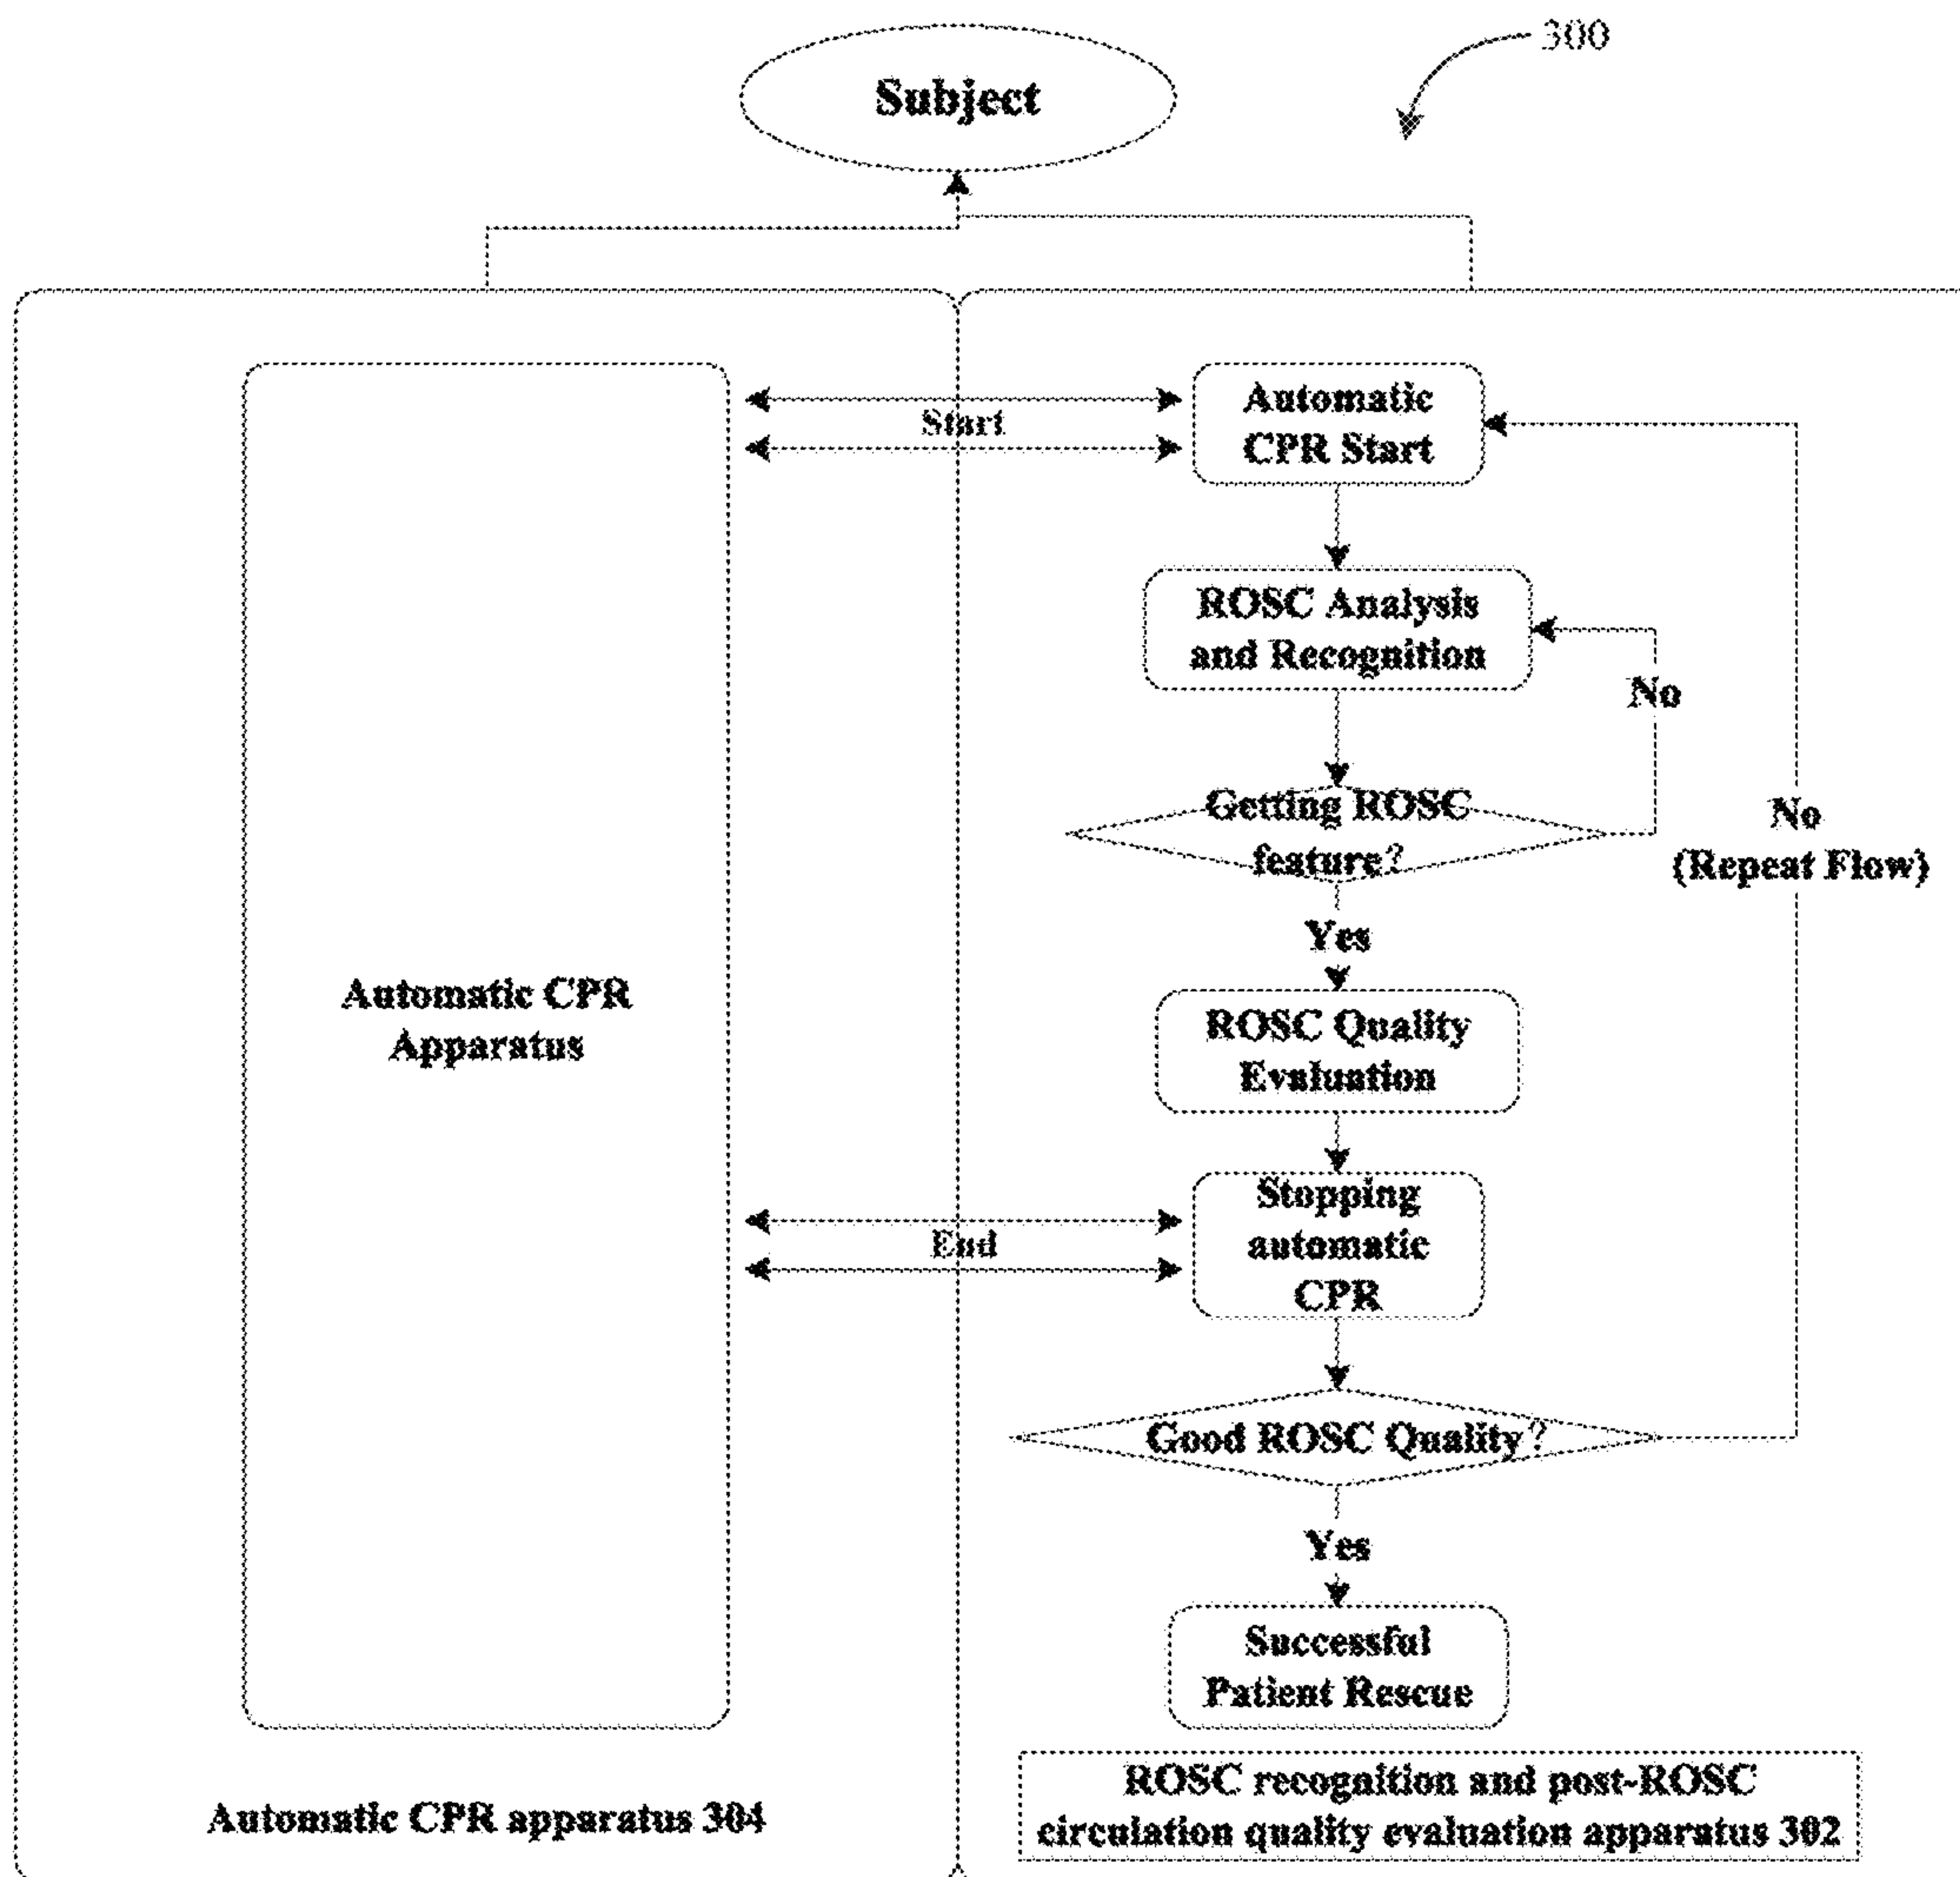 300
Subject
Automatic
CPR Start
Start
ROSC Analysis
and Recognition
No
Getting ROSC
feature?
No
(Repeat Flow)
Yes
Automatic CPR
Apparatus
ROSC Quality
Evaluation
Stopping
automatic
CPR
End
Good ROSC Quality?
Yes
Successful
Patient Rescue
ROSC recognition and post-ROSC
circulation quality evaluation apparatus 302
Automatic CPR apparatus 304